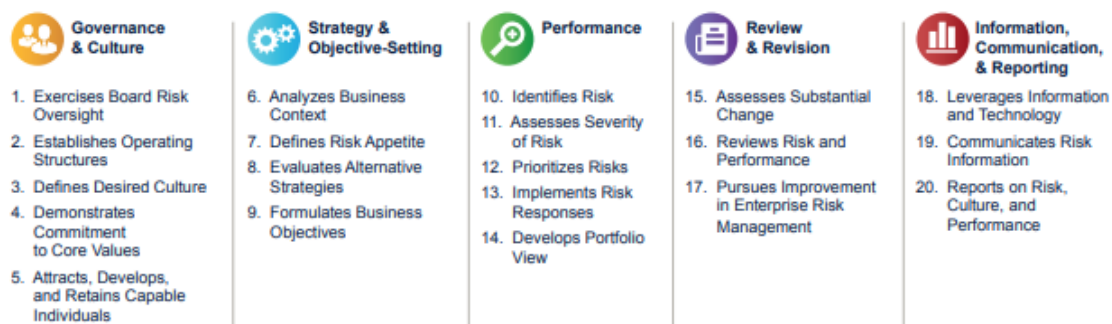 Governance
& Culture
1. Exercises Board Risk
Oversight
2. Establishes Operating
Structures
3. Defines Desired Culture
4. Demonstrates
Commitment
to Core Values
5. Attracts, Develops,
and Retains Capable
Individuals
Strategy &
Objective-Setting
6. Analyzes Business
Context
7. Defines Risk Appetite
8. Evaluates Alternative
Strategies
9. Formulates Business
Objectives
Performance
10. Identifies Risk
11. Assesses Severity
of Risk
12. Prioritizes Risks
13. Implements Risk
Responses
14. Develops Portfolio
View
Review
& Revision
15. Assesses Substantial
Change
16. Reviews Risk and
Performance
17. Pursues Improvement
in Enterprise Risk
Management
Information,
Communication,
& Reporting
18. Leverages Information
and Technology
19. Communicates Risk
Information
20. Reports on Risk,
Culture, and
Performance